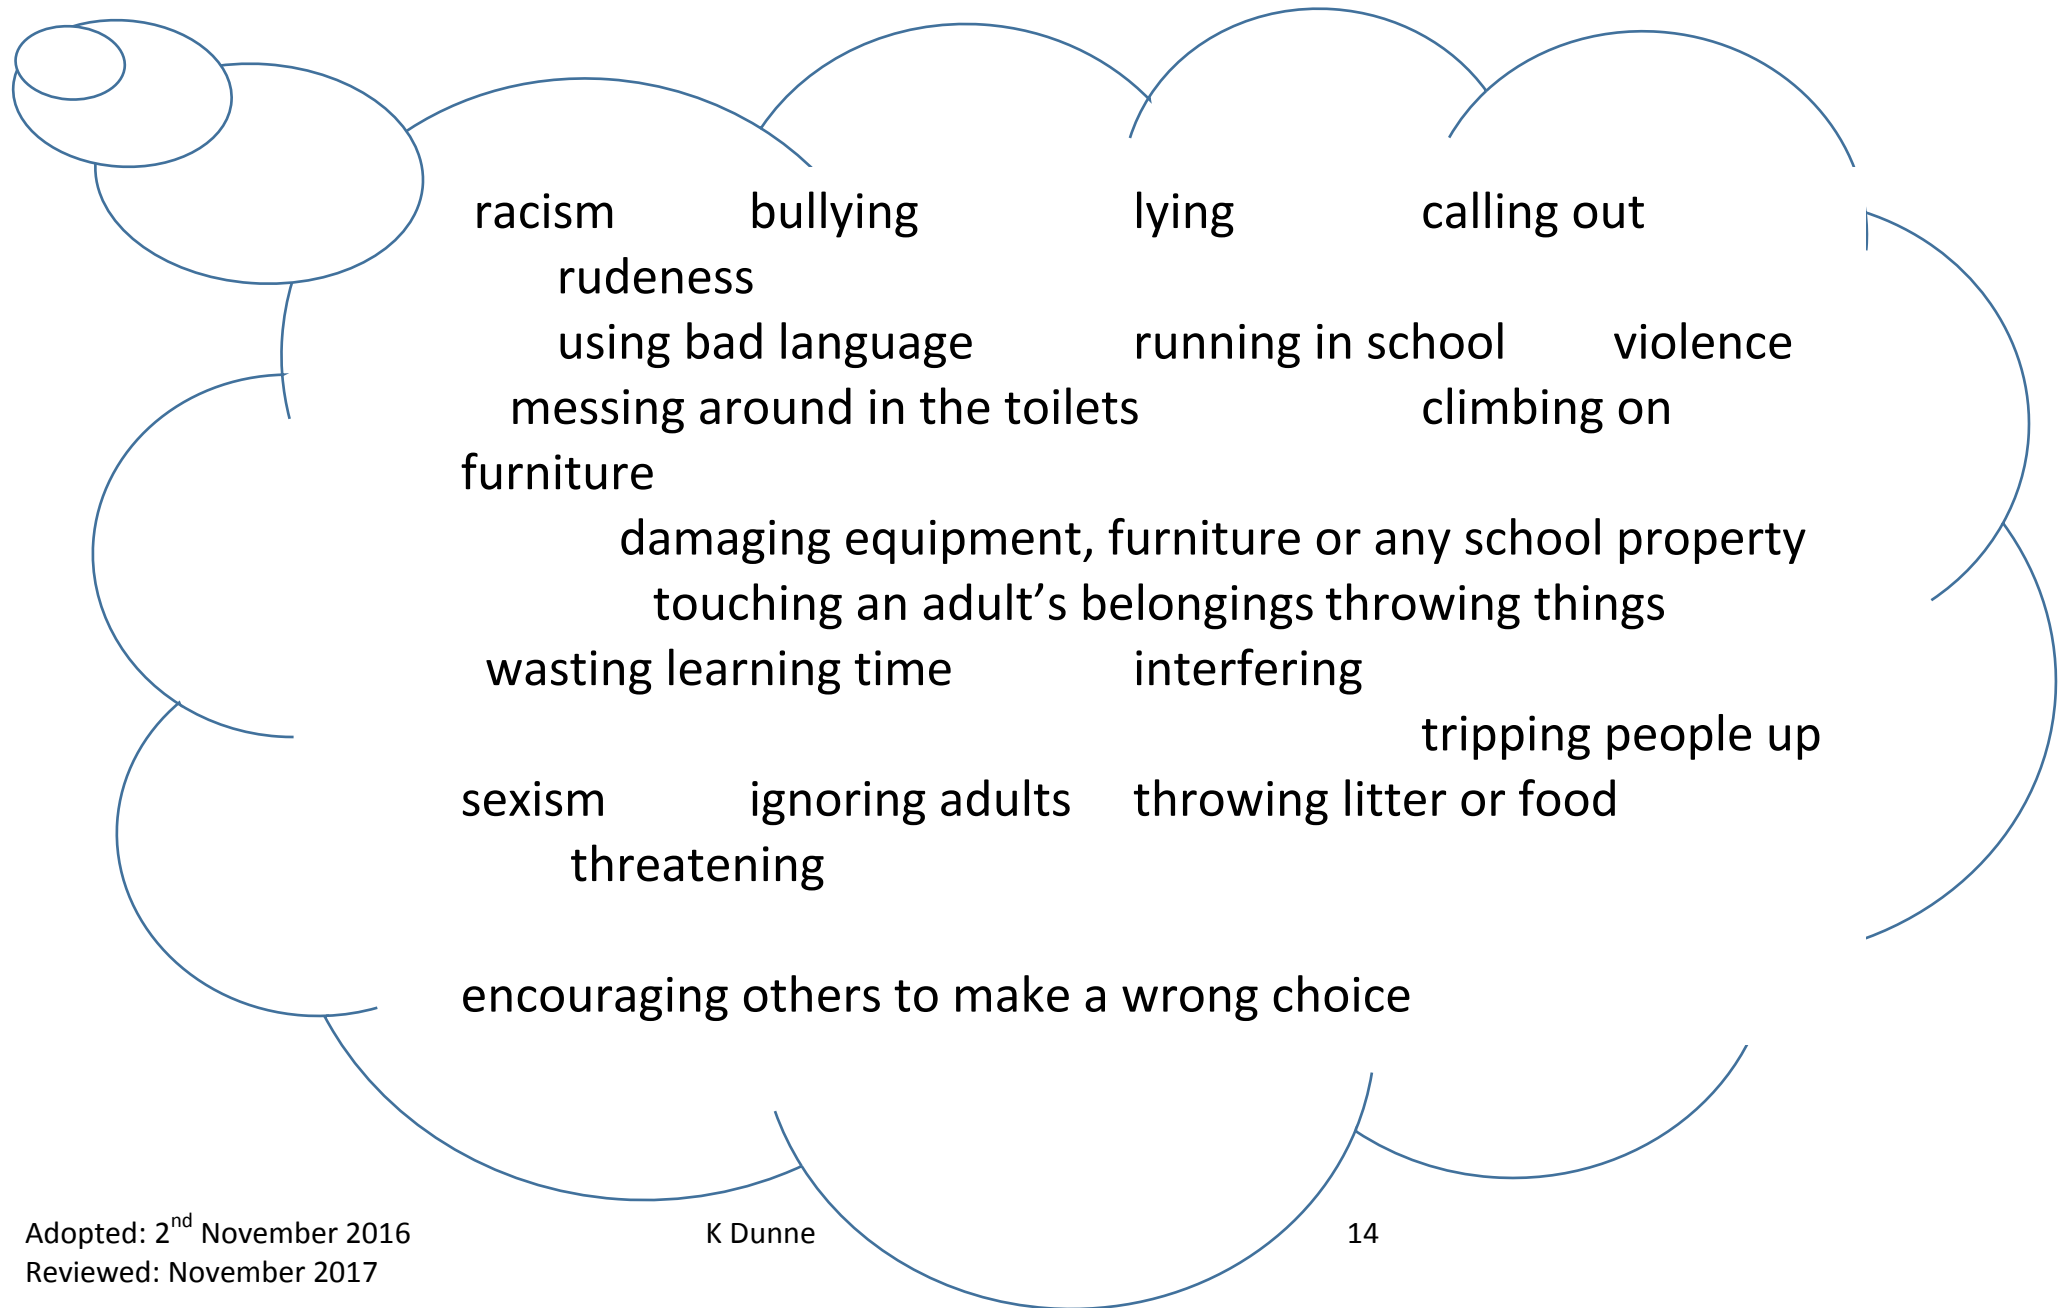 racism bullying lying calling out
rudeness
using bad language running in school violence
messing around in the toilets climbing on
furniture
damaging equipment, furniture or any school property
touching an adult’s belongings throwing things
wasting learning time interfering
tripping people up
sexism ignoring adults throwing litter or food
threatening
encouraging others to make a wrong choice
Adopted: 2nd November 2016 K Dunne 14
Reviewed: November 2017